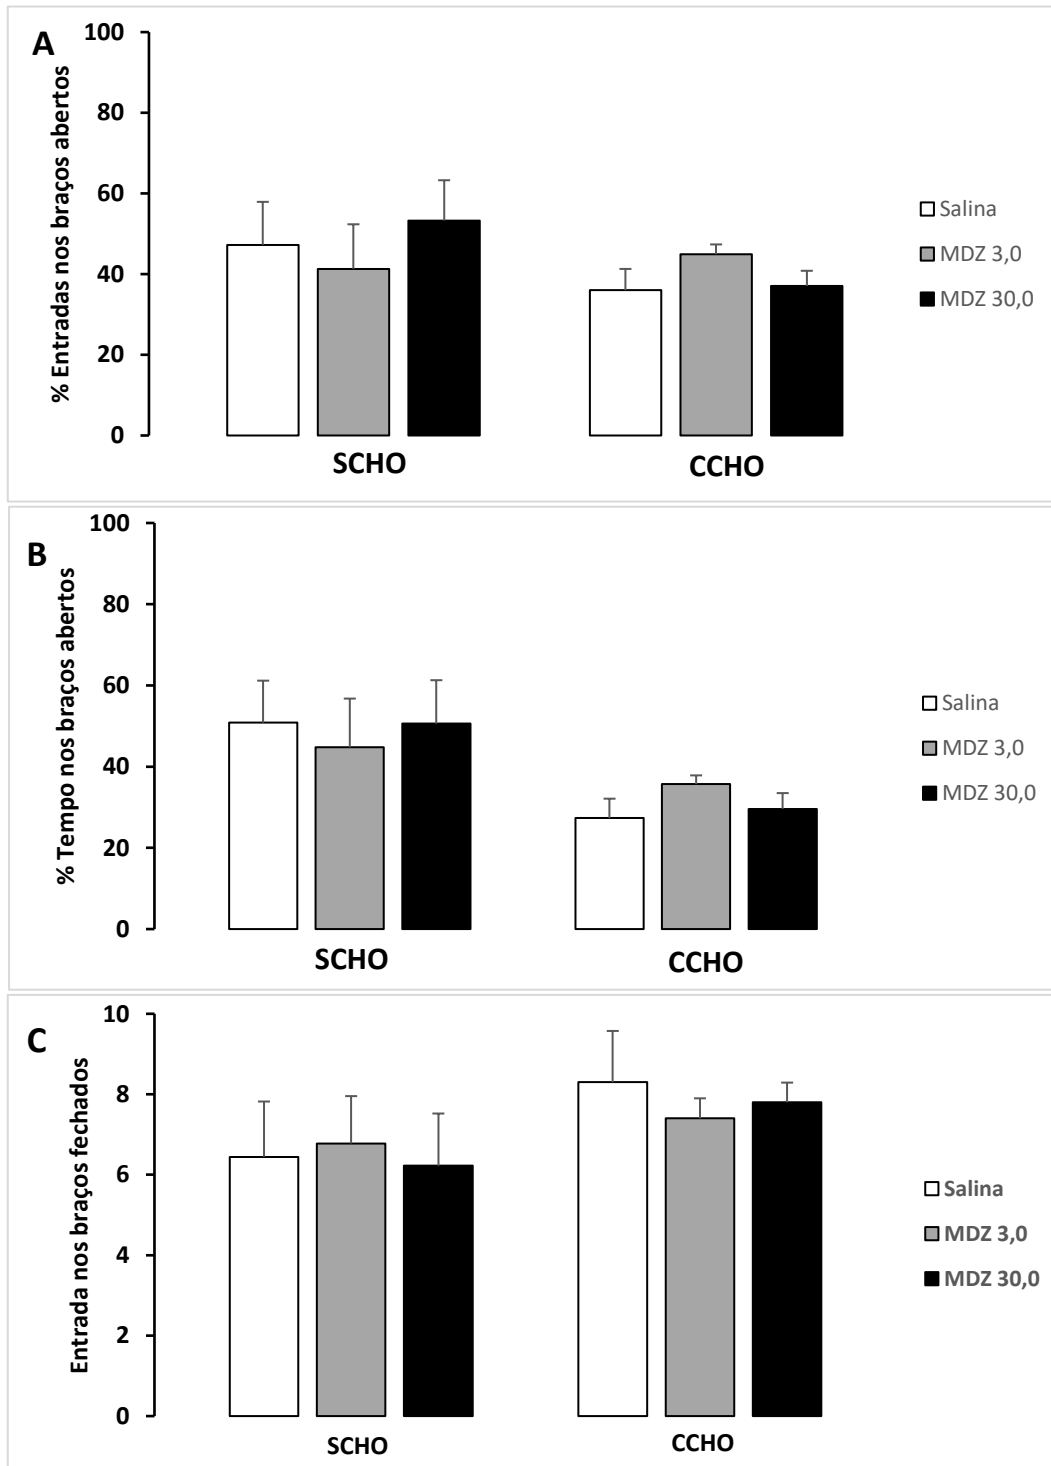 A
% Entradas nos braços abertos
100
80
60
40
20
0
SCHO
CCHO
Salina
MDZ 3,0
MDZ 30,0
B
% Tempo nos braços abertos
100
80
60
40
20
0
SCHO
CCHO
Salina
MDZ 3,0
MDZ 30,0
C
Entrada nos braços fechados
10
8
6
4
2
0
SCHO
CCHO
Salina
MDZ 3,0
MDZ 30,0